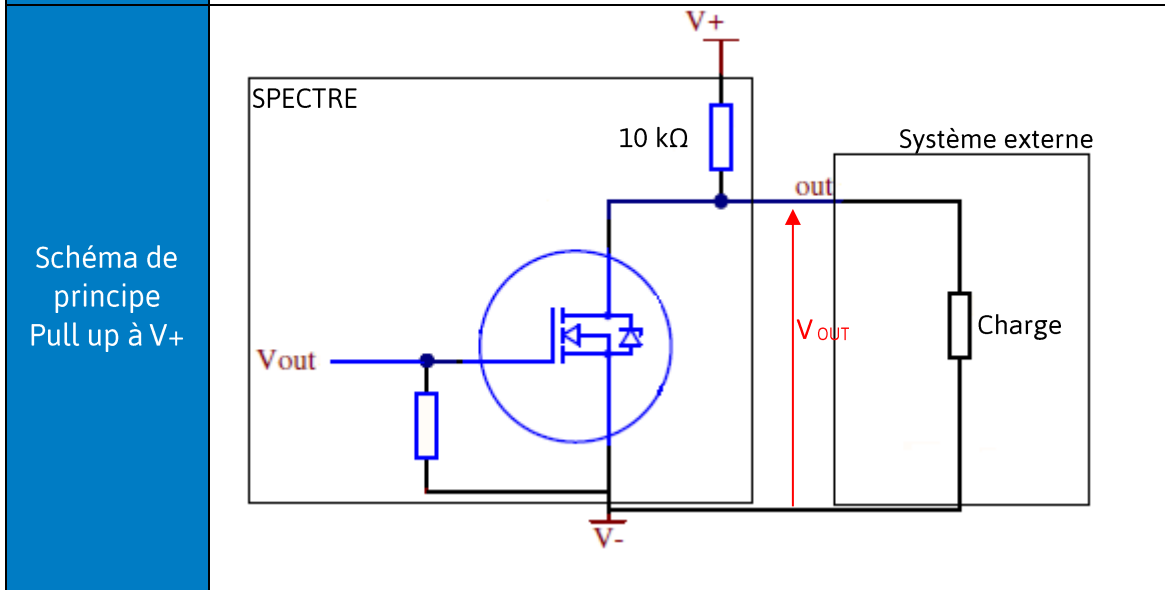 Schéma de
principe
Pull up à V+
V+
SPECTRE
10 kΩ
Système externe
out
Vout
V OUT
Charge
V-